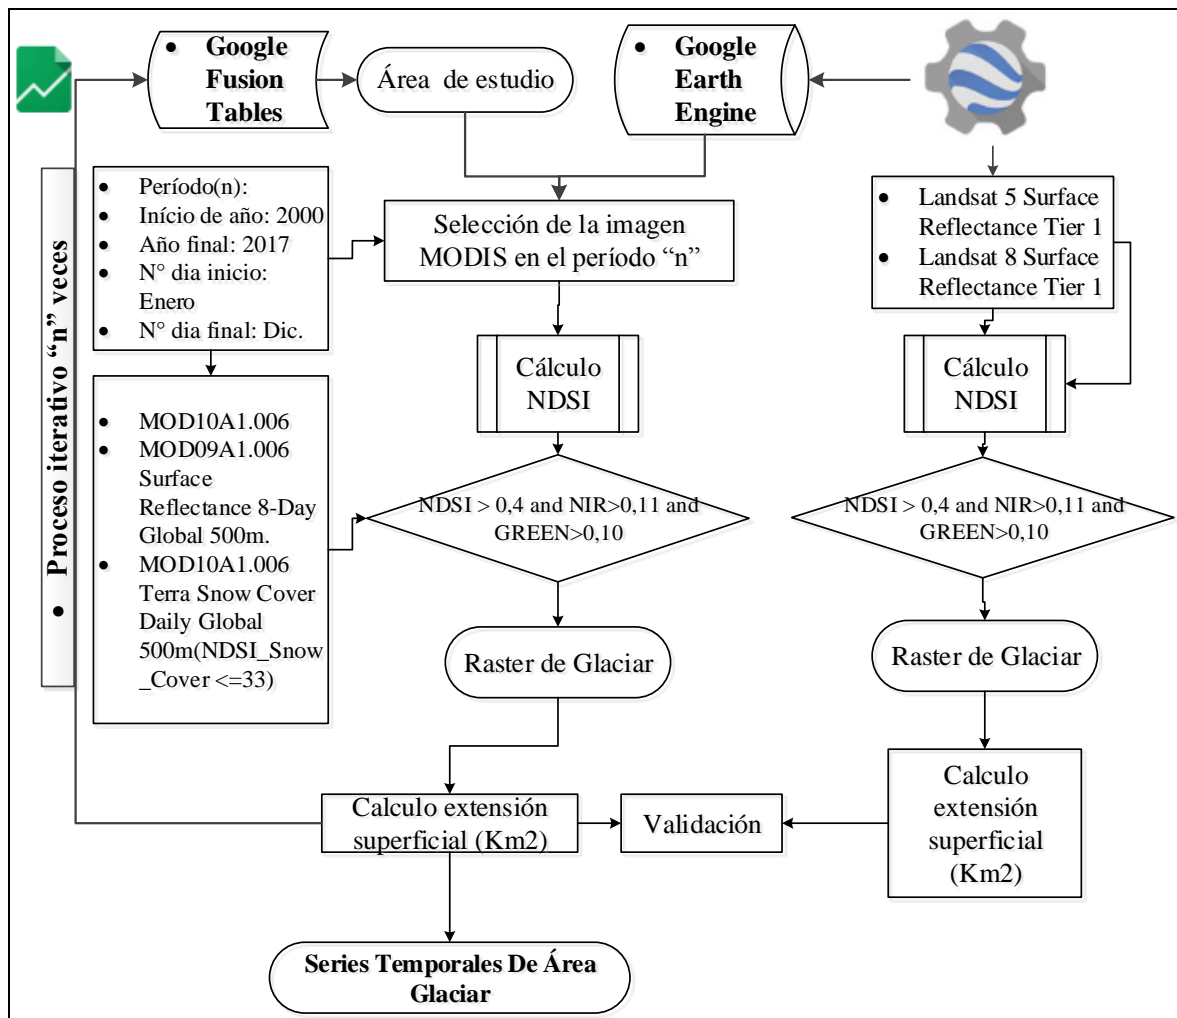 • Google
Fusion
Tables
Área de estudio
• Google
Earth
Engine
• Proceso iterativo “n” veces
• Período(n):
• Início de año: 2000
• Año final: 2017
• N° dia inicio:
Enero
• N° dia final: Dic.
Selección de la imagen
MODIS en el período “n”
• Landsat 5 Surface
Reflectance Tier 1
• Landsat 8 Surface
Reflectance Tier 1
Cálculo
NDSI
Cálculo
NDSI
• MOD10A1.006
• MOD09A1.006
Surface
Reflectance 8-Day
Global 500m.
• MOD10A1.006
Terra Snow Cover
Daily Global
500m(NDSI_Snow
_Cover <=33)
NDSI > 0,4 and NIR>0,11 and
GREEN>0,10
NDSI > 0,4 and NIR>0,11 and
GREEN>0,10
Raster de Glaciar
Raster de Glaciar
Calculo extensión
superficial (Km2)
Validación
Calculo
extensión
superficial
(Km2)
Series Temporales De Área
Glaciar